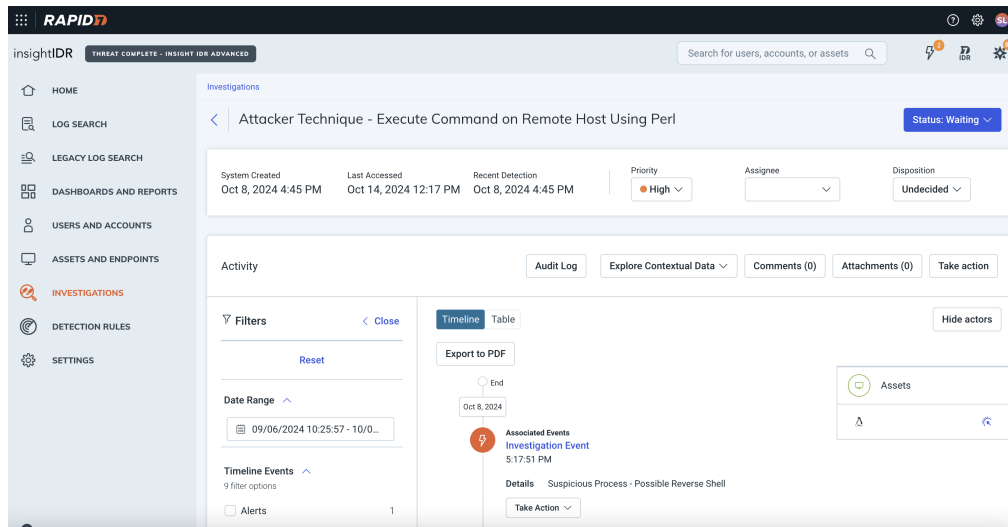 RAPID7
SL
insightIDR
THREAT COMPLETE - INSIGHT IDR ADVANCED
Search for users, accounts, or assets
2
IDR
HOME
LOG SEARCH
LEGACY LOG SEARCH
DASHBOARDS AND REPORTS
USERS AND ACCOUNTS
ASSETS AND ENDPOINTS
INVESTIGATIONS
DETECTION RULES
SETTINGS
Investigations
Attacker Technique - Execute Command on Remote Host Using Perl
Status: Waiting
System Created
Oct 8, 2024 4:45 PM
Last Accessed
Oct 14, 2024 12:17 PM
Recent Detection
Oct 8, 2024 4:45 PM
Priority
High
Assignee
Disposition
Undecided
Activity
Audit Log
Explore Contextual Data
Comments (0)
Attachments (0)
Take action
Filters
Close
Reset
Date Range
09/06/2024 10:25:57 - 10/0...
Timeline Events
9 filter options
Alerts
1
Timeline
Table
Hide actors
Export to PDF
End
Oct 8, 2024
Associated Events
Investigation Event
5:17:51 PM
Details Suspicious Process - Possible Reverse Shell
Take Action
Assets